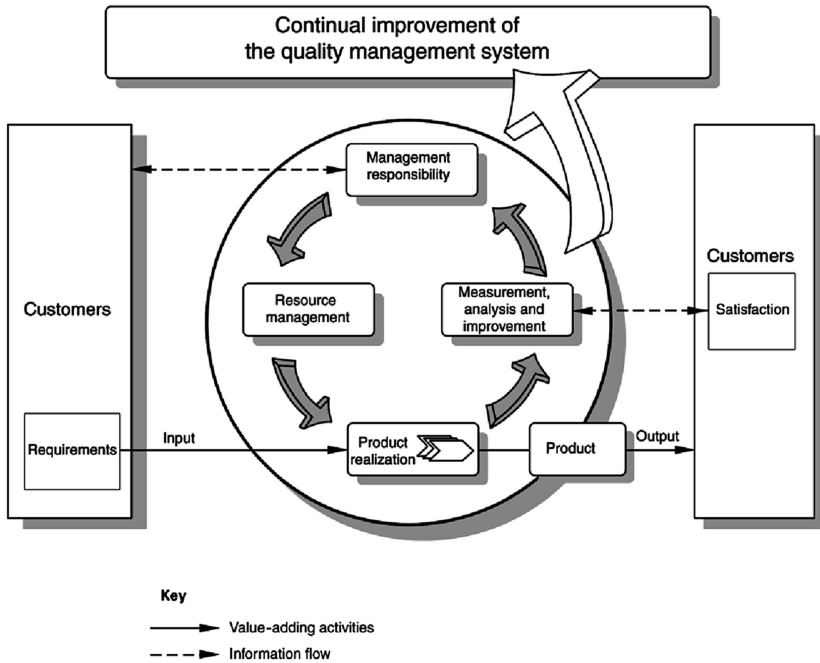 Continual improvement of
the quality management system
Management
responsibility
Customers
Resource
management
Measurement,
analysis and
improvement
Customers
Satisfaction
Requirements
Input
Product
realization
Product
Output
Key
Value-adding activities
Information flow